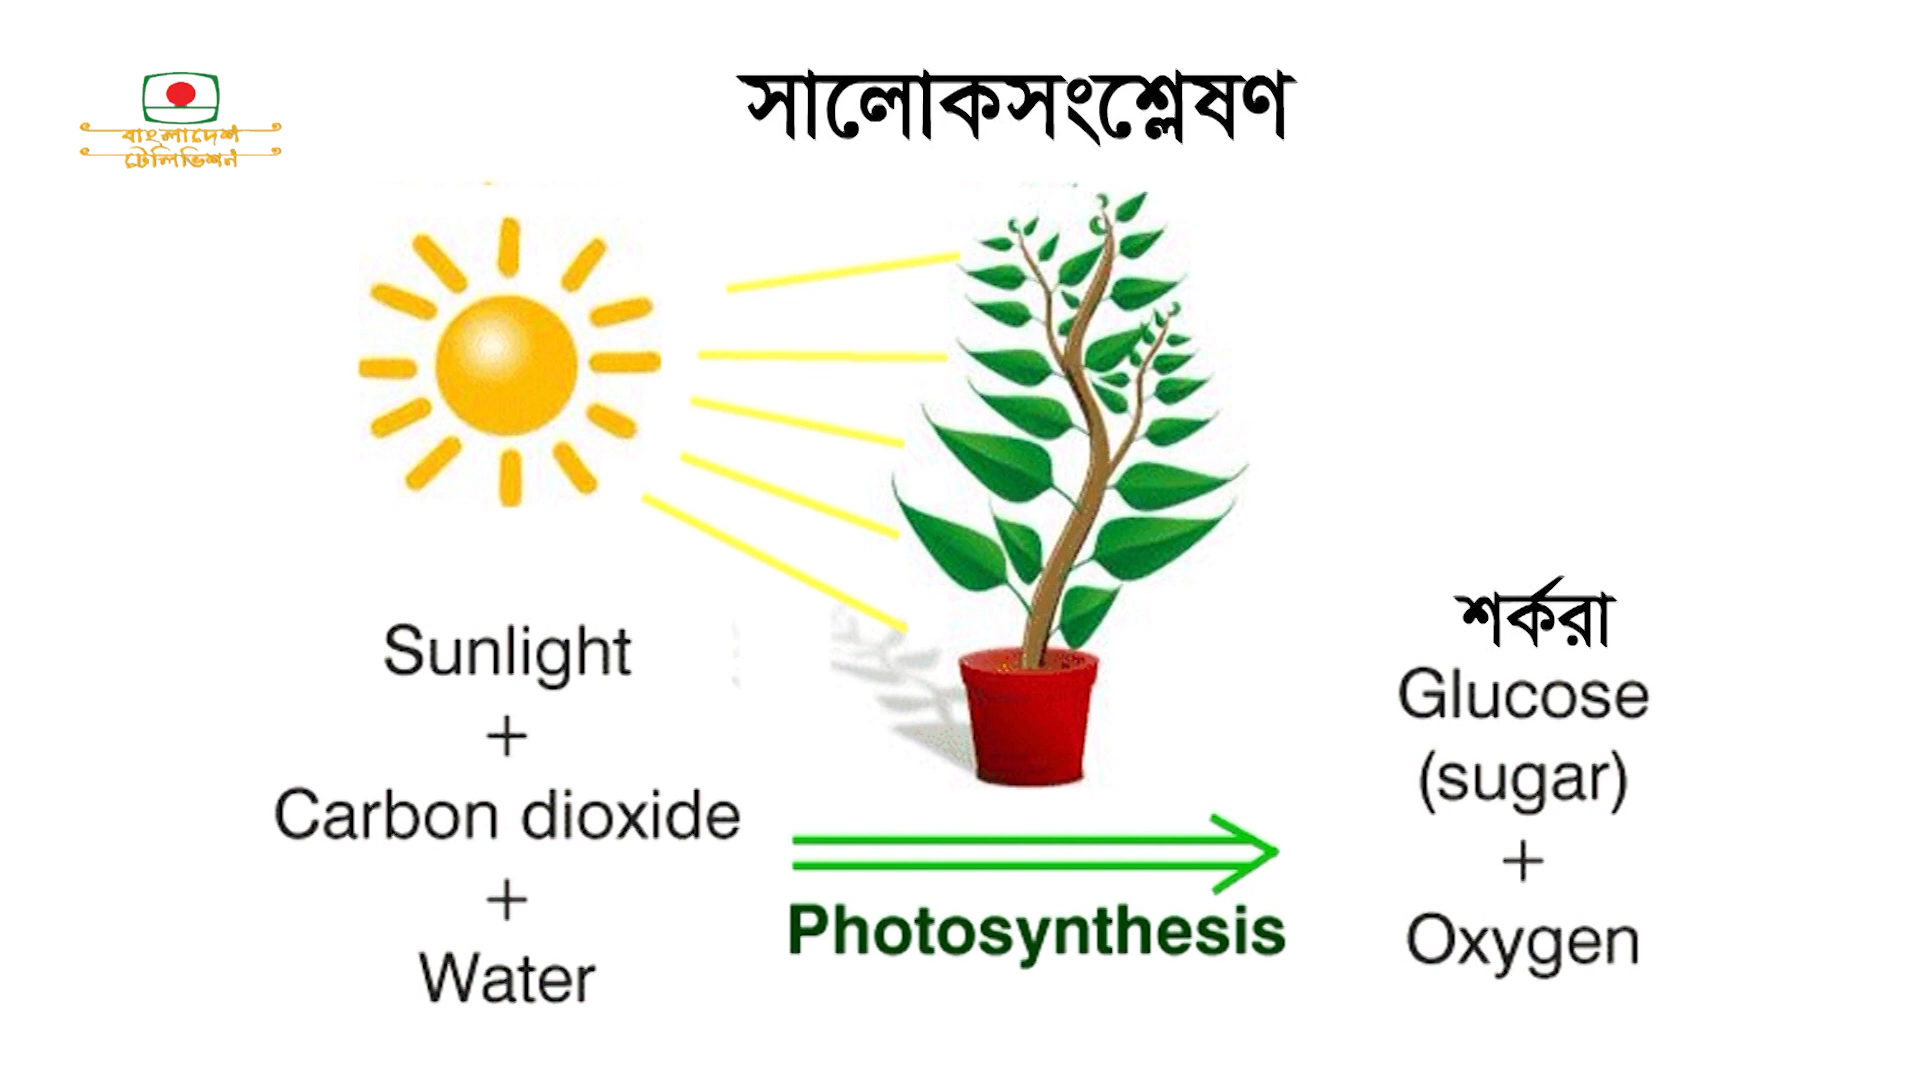 সালোকসংশ্লেষণ
বাংলাদেশ
টেলিভিশন
Sunlight
+
Carbon dioxide
+
Water
Photosynthesis
শর্করা
Glucose
(sugar)
+
Oxygen